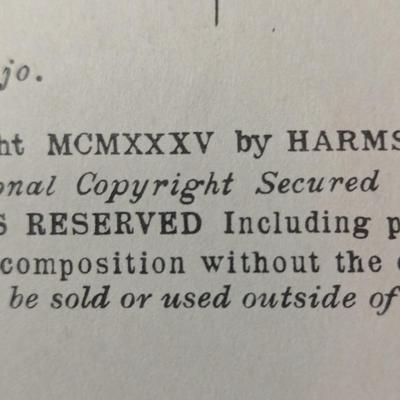 jo.
ht MCMXXXV by HARMS
onal Copyright Secured
S RESERVED Including p
composition without the
be sold or used outside of